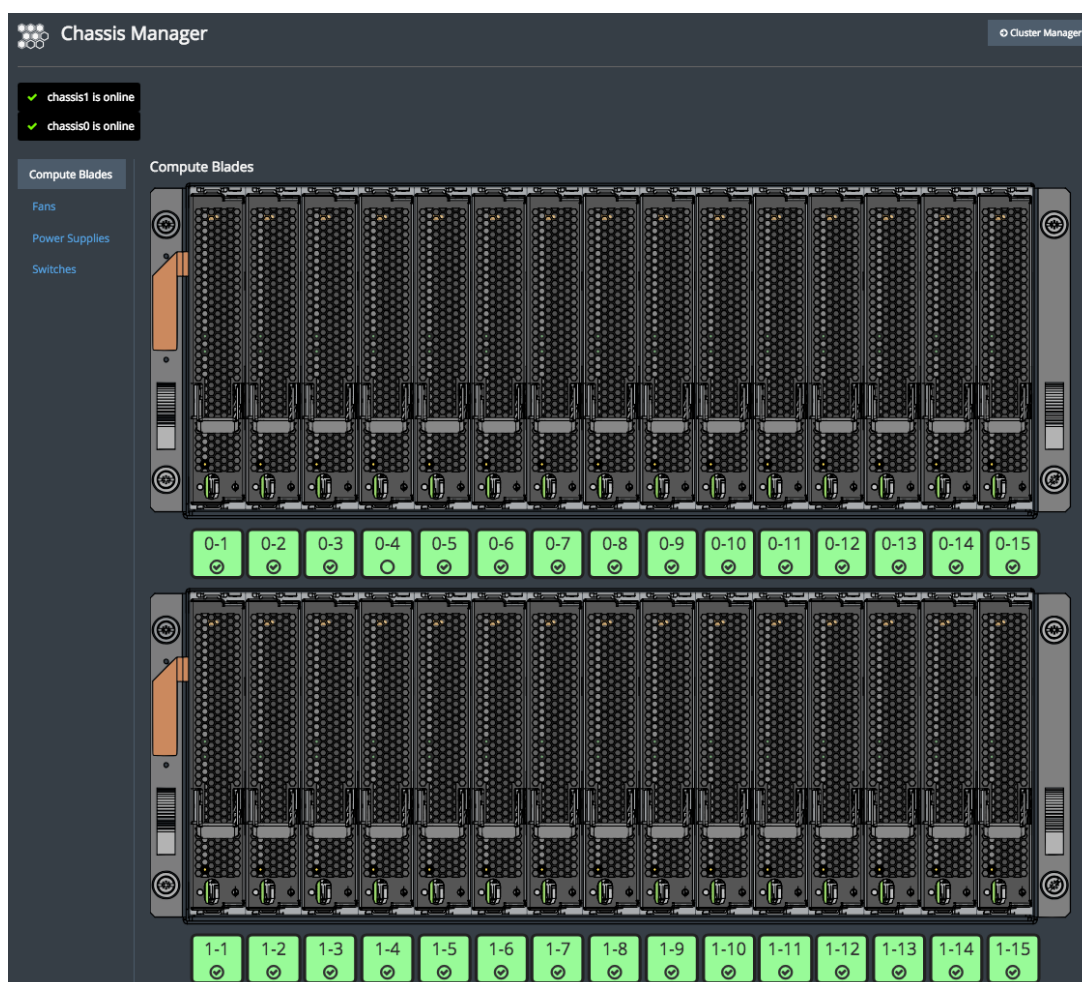 Chassis Manager
Cluster Manager
chassis1 is online
chassis0 is online
Compute Blades
Fans
Power Supplies
Switches
Compute Blades
0-1 0-2 0-3 0-4 0-5 0-6 0-7 0-8 0-9 0-10 0-11 0-12 0-13 0-14 0-15
1-1 1-2 1-3 1-4 1-5 1-6 1-7 1-8 1-9 1-10 1-11 1-12 1-13 1-14 1-15